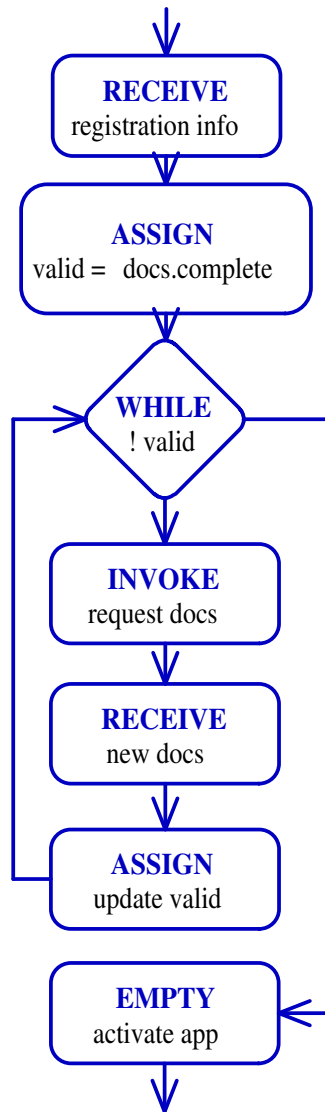 RECEIVE
registration info
ASSIGN
valid = docs.complete
WHILE
! valid
INVOKE
request docs
RECEIVE
new docs
ASSIGN
update valid
EMPTY
activate app